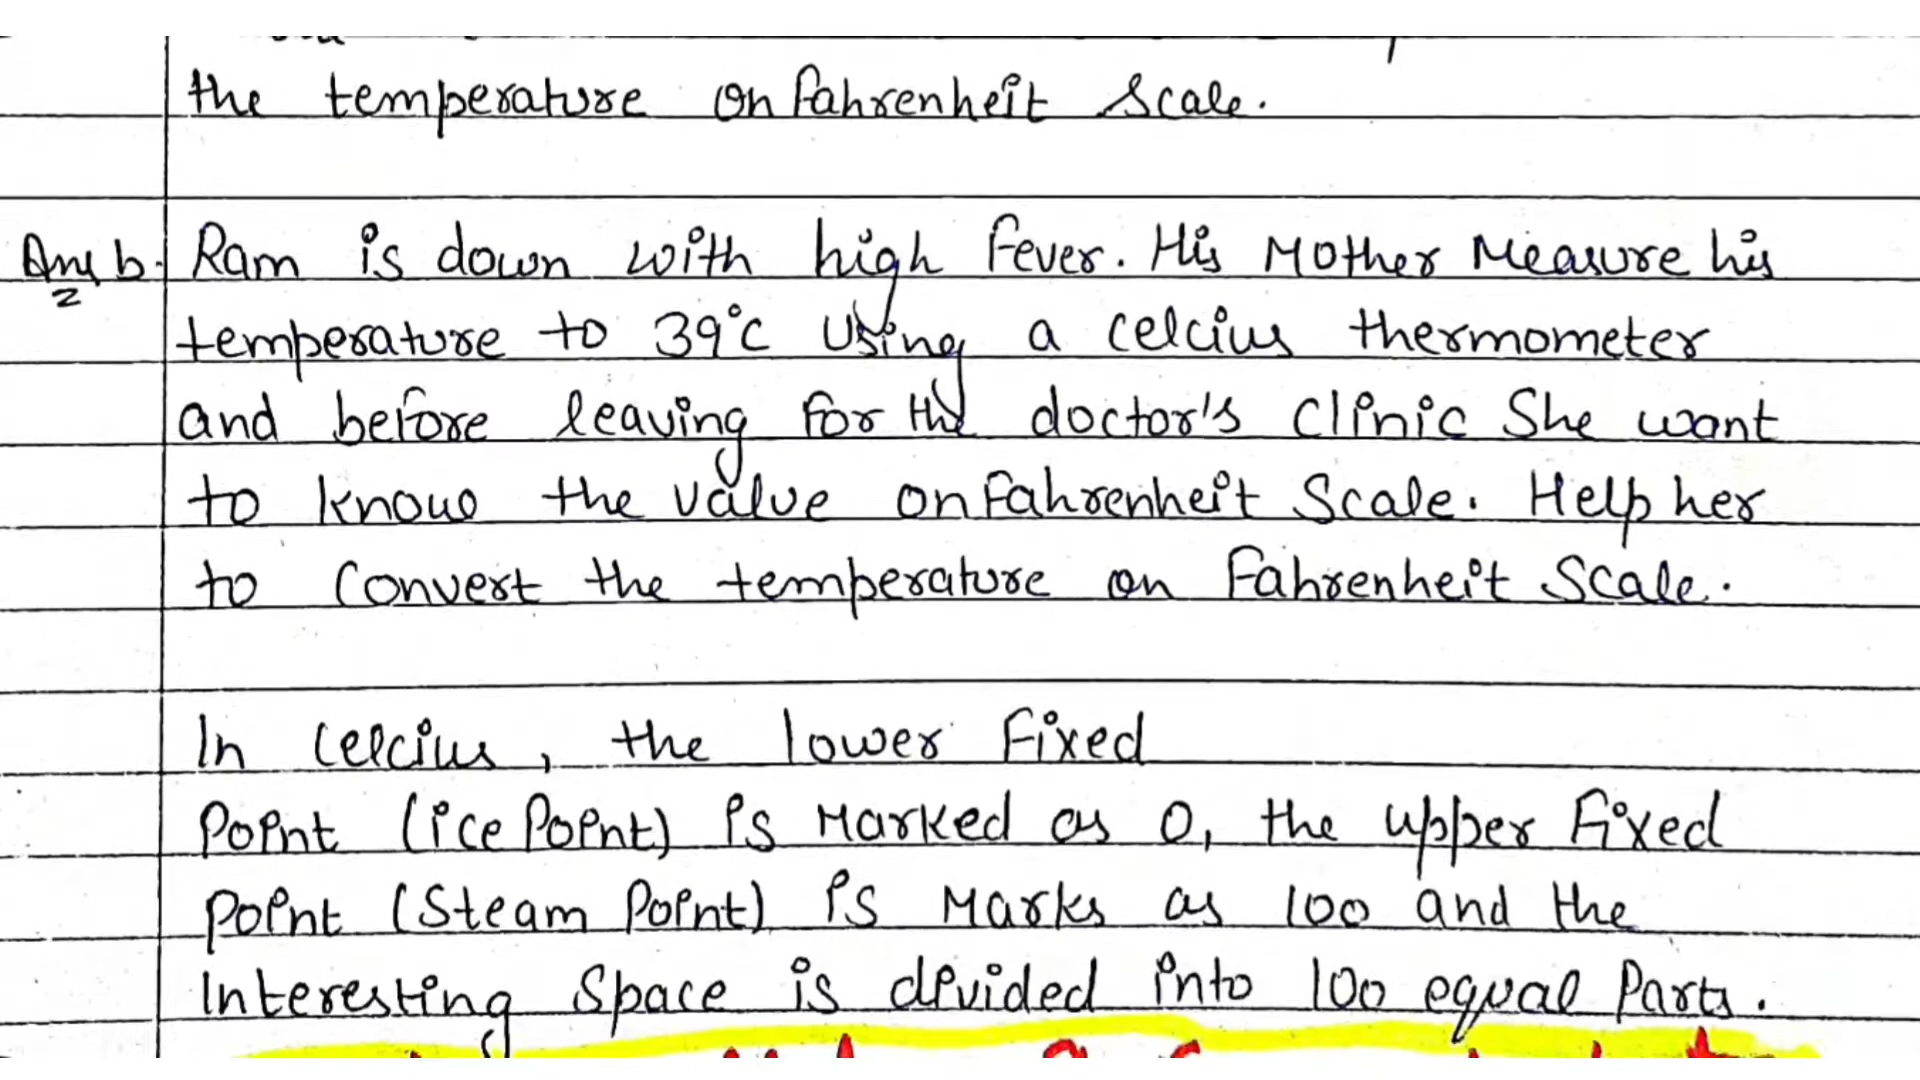 the temperature on fahrenheit Scale.
Ans b. Ram is down with high fever. His Mother Measure his
2
temperature to 39°c Using a celcius thermometer
and before leaving for the doctor's Clinic She want
to know the value on fahrenheit Scale. Help her
to Convert the temperature on Fahrenheit Scale.
In Celcius, the lower Fixed
Point (ice Point) is Marked as 0, the upper Fixed
Point (Steam Point) is Marks as 100 and the
Interesting Space is divided into 100 equal Parts.